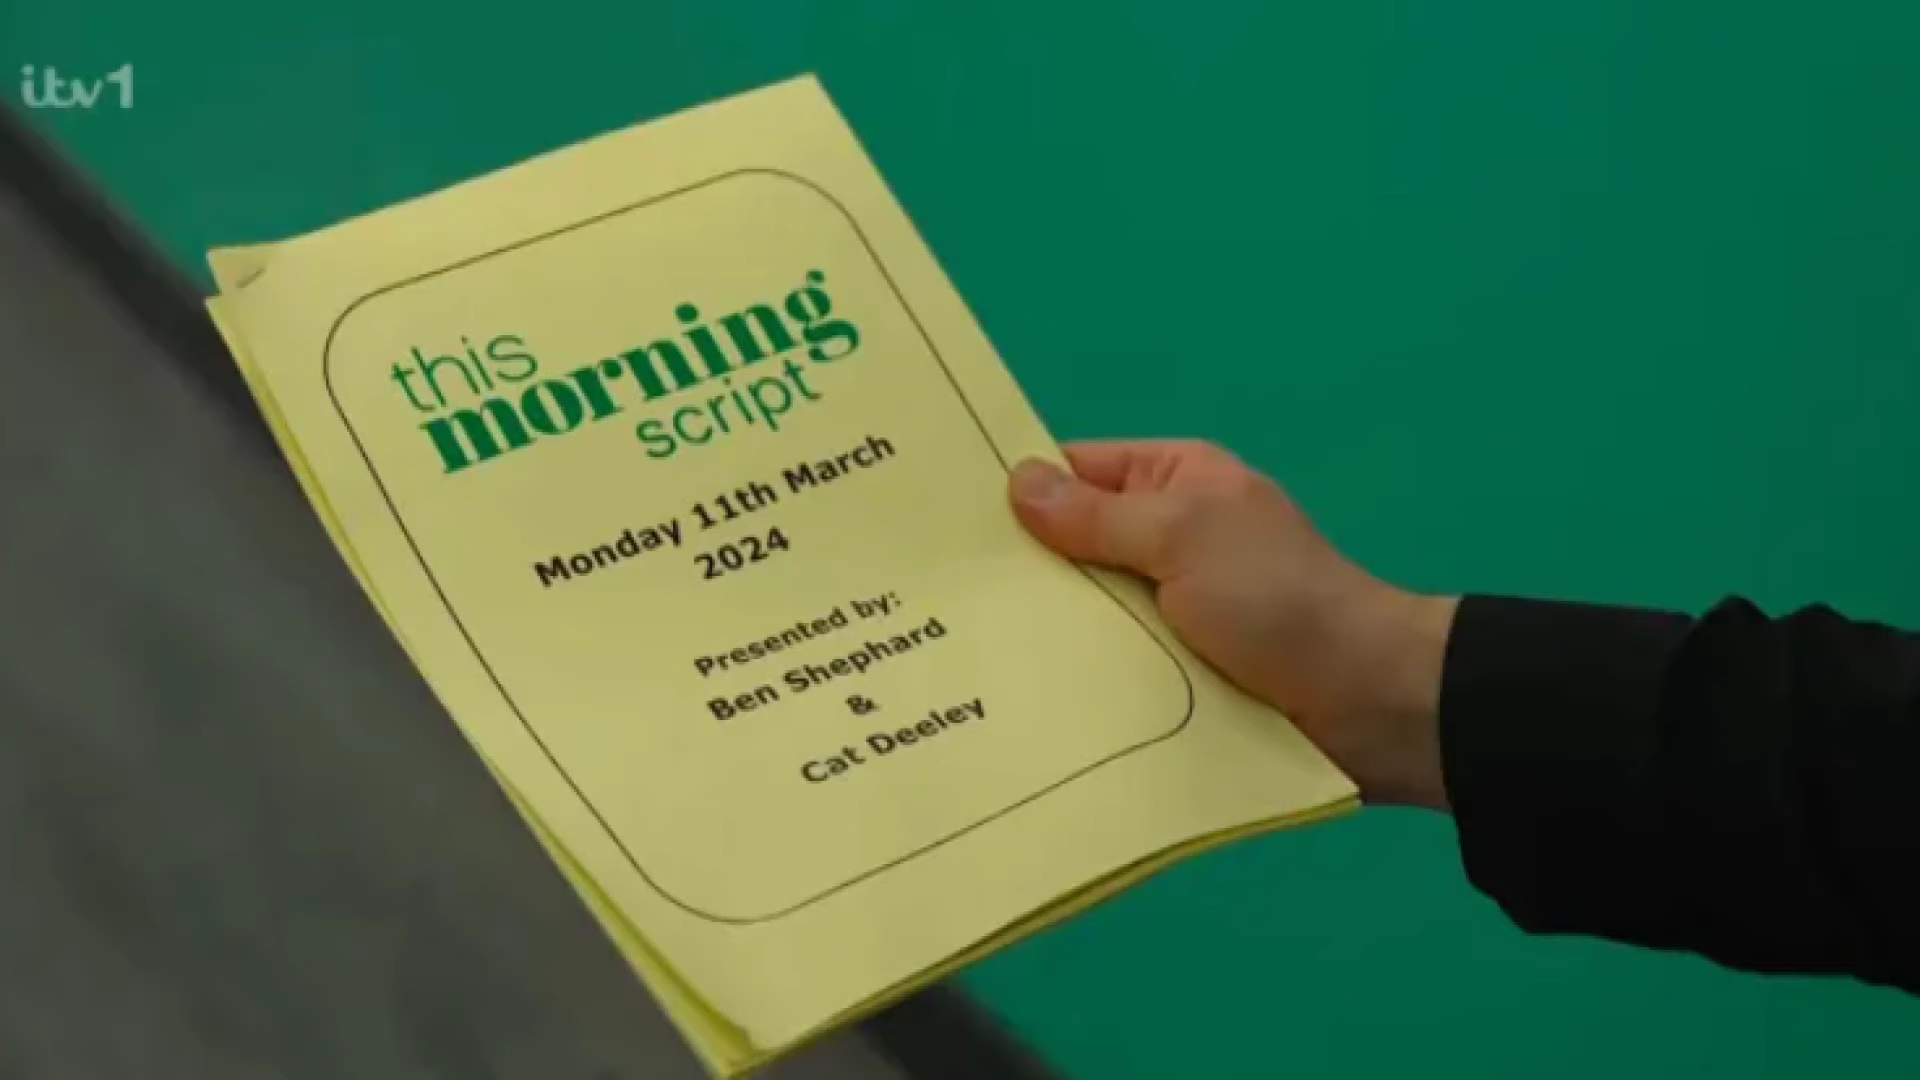 itv1
this
morning
script
Monday 11th March
2024
Presented by:
Ben Shephard
&
Cat Deeley